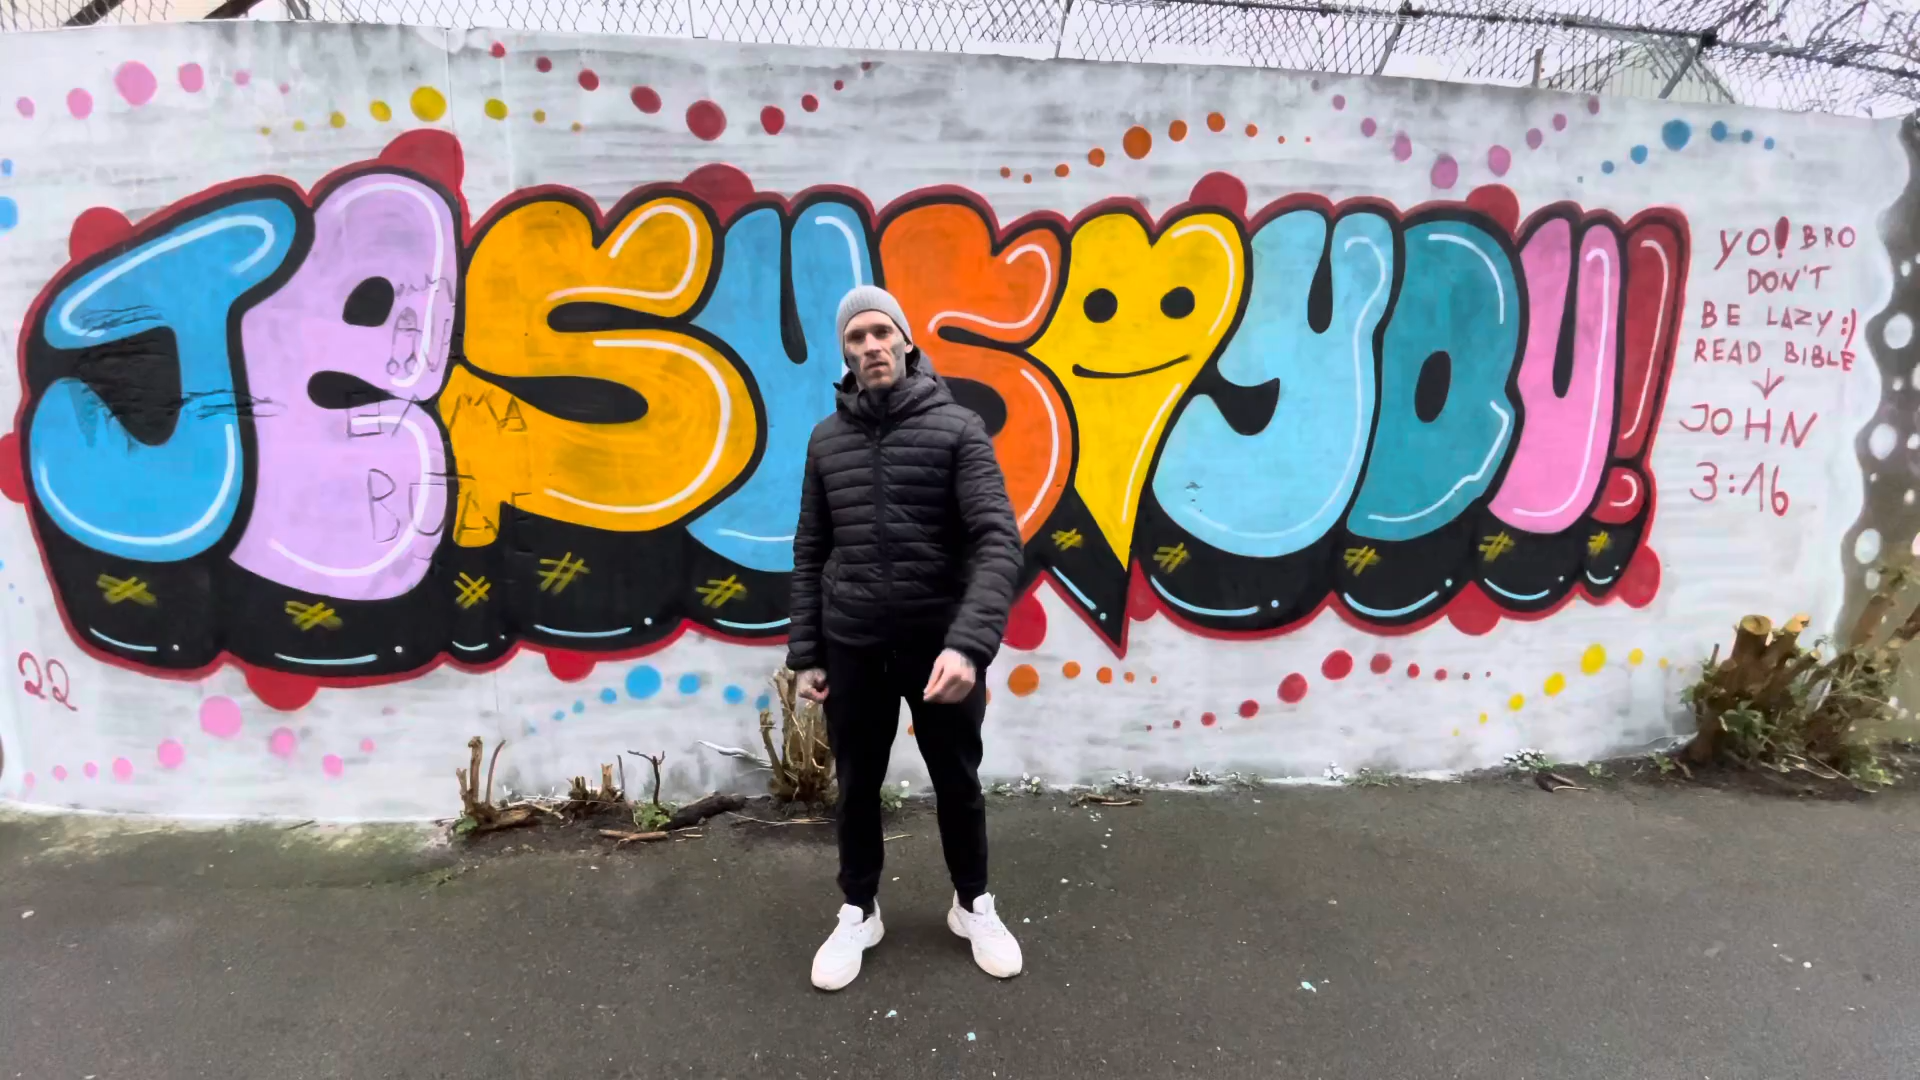 JESUS YOU!
YO! BRO
DON'T
BE LAZY :)
READ BIBLE
JOHN
3:16
22